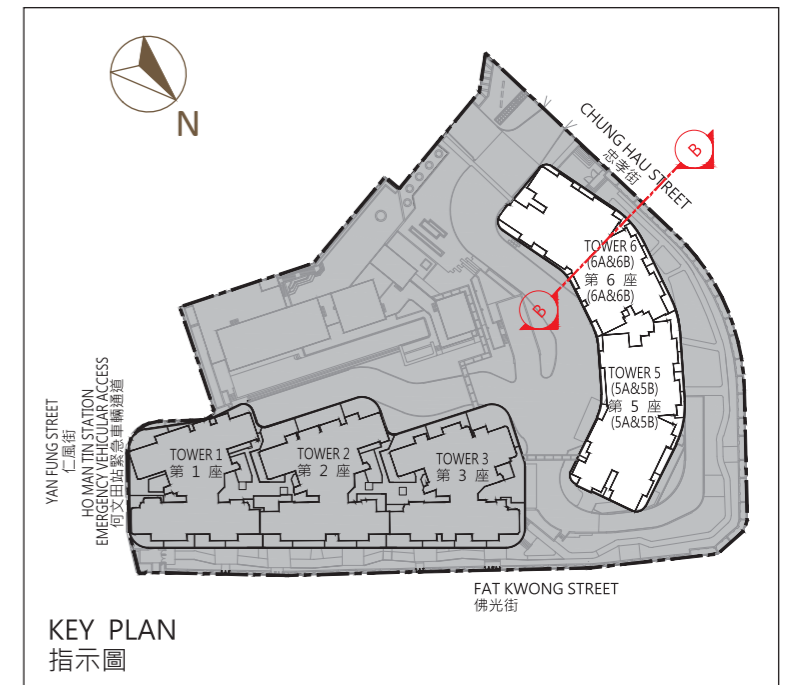 N
CHUNG HAU STREET
忠孝街
B
TOWER 6
(6A&6B)
第 6 座
(6A&6B)
B
TOWER 5
(5A&5B)
第 5 座
(5A&5B)
YAN FUNG STREET
仁風街
HO MAN TIN STATION
EMERGENCY VEHICULAR ACCESS
何文田站緊急車輛通道
TOWER 1
第 1 座
TOWER 2
第 2 座
TOWER 3
第 3 座
FAT KWONG STREET
佛光街
KEY PLAN
指示圖